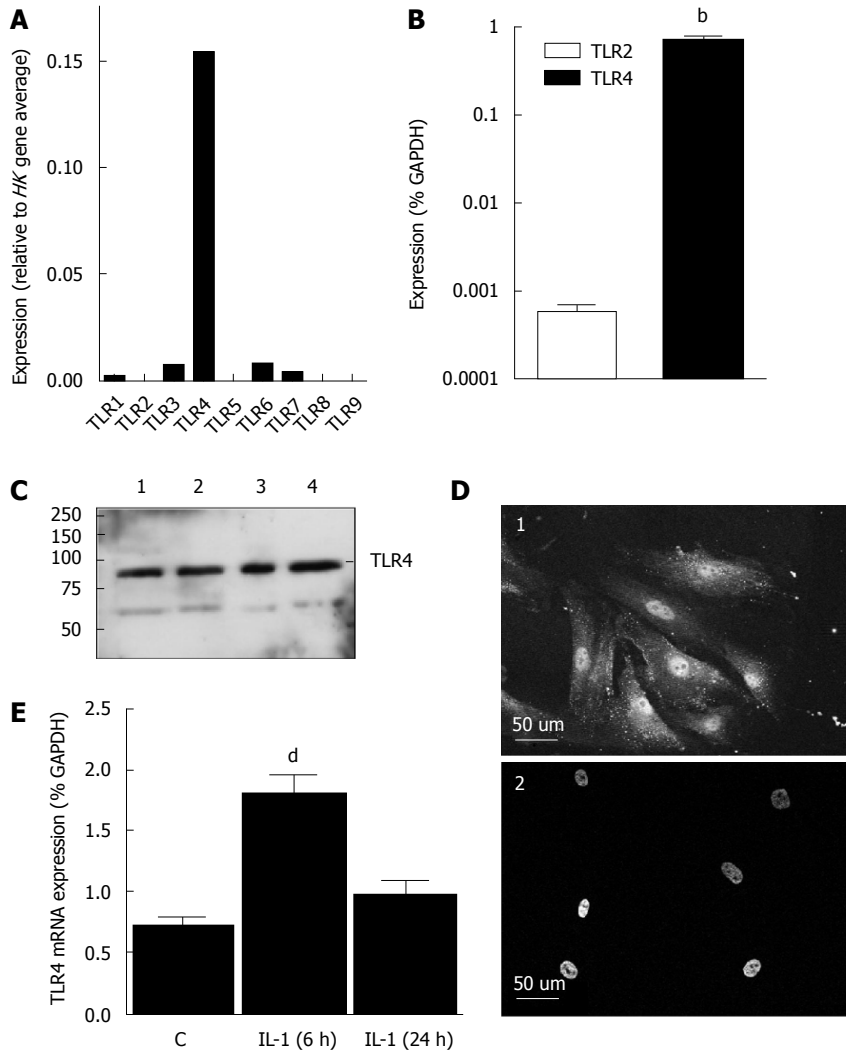 A
Expression (relative to HK gene average)
0.15
0.10
0.05
0.00
TLR1
TLR2
TLR3
TLR4
TLR5
TLR6
TLR7
TLR8
TLR9
B
Expression (% GAPDH)
1
0.1
0.01
0.001
0.0001
TLR2
TLR4
b
C
1 2 3 4
250
150
100
75
50
TLR4
D
1
50 um
2
50 um
E
TLR4 mRNA expression (% GAPDH)
2.5
2.0
1.5
1.0
0.5
0.0
d
C IL-1 (6 h) IL-1 (24 h)